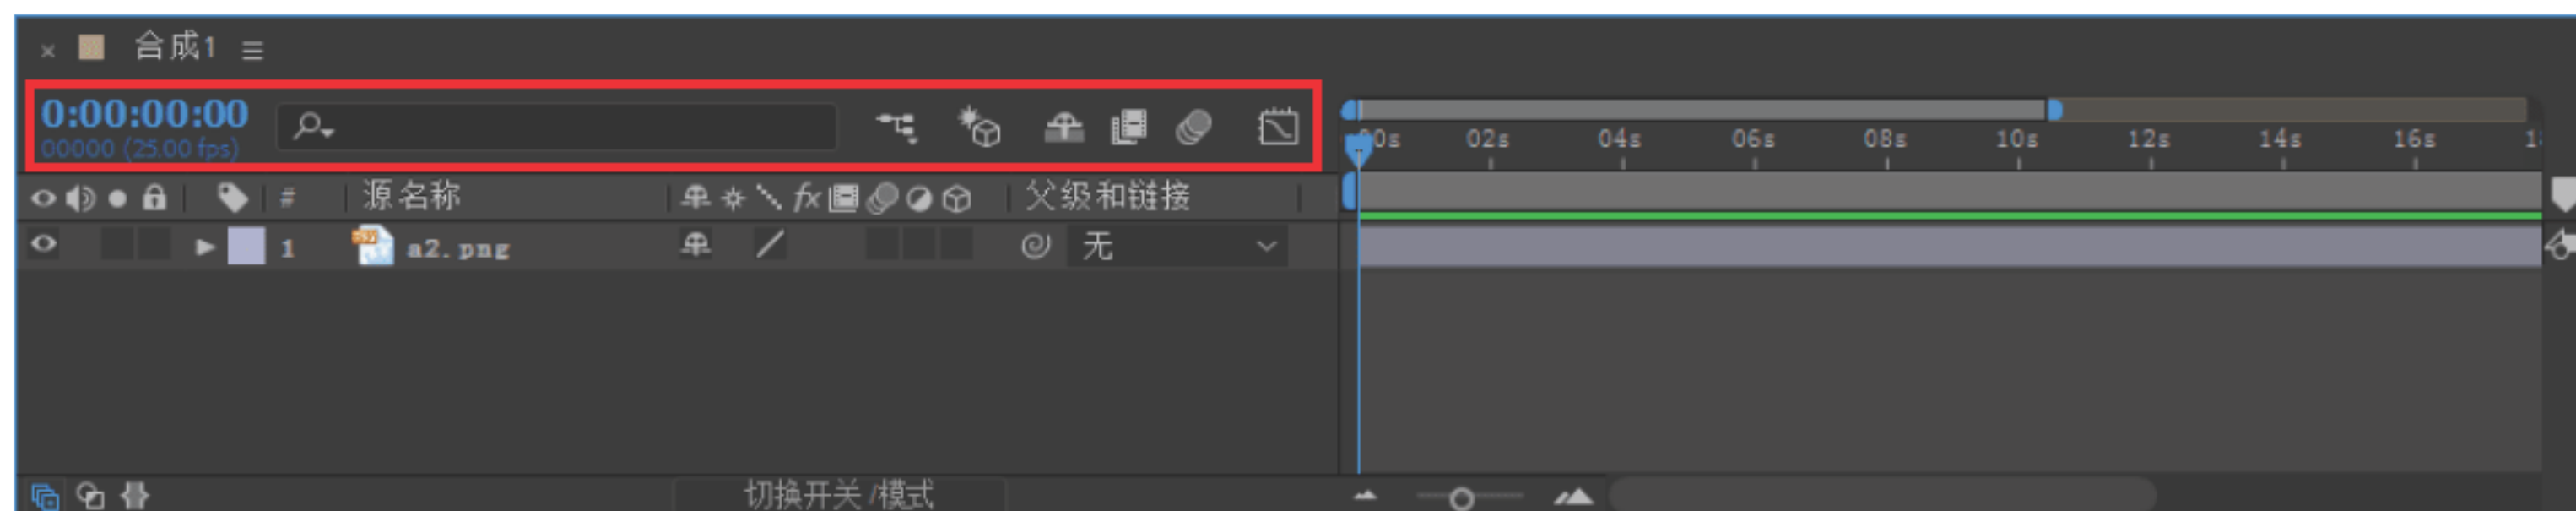 合成1
0:00:00:00
00000 (25.00 fps)
00s 02s 04s 06s 08s 10s 12s 14s 16s
# 源名称 fx 父级和链接
1 a2.png 无
切换开关/模式